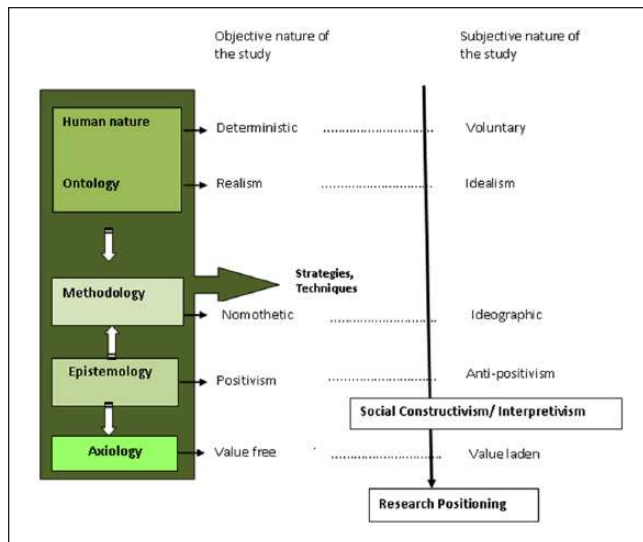 Objective nature of
the study
Subjective nature of
the study
Human nature
Deterministic
Voluntary
Ontology
Realism
Idealism
Strategies,
Techniques
Methodology
Nomothetic
Ideographic
Epistemology
Positivism
Anti-positivism
Social Constructivism/ Interpretivism
Axiology
Value free
Value laden
Research Positioning